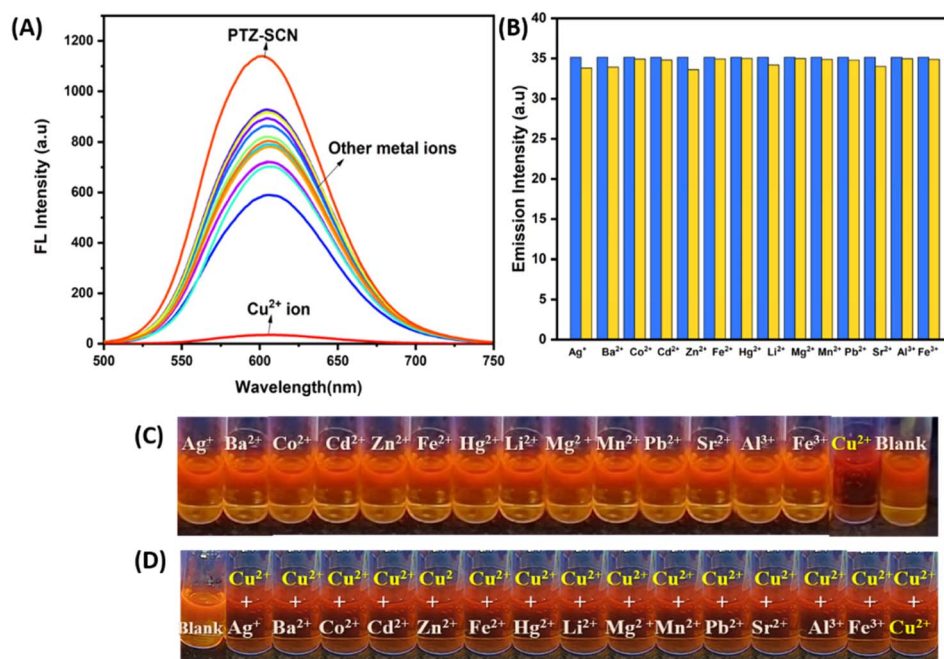 (A)
PTZ-SCN
Other metal ions
Cu²⁺ ion
FL Intensity (a.u)
1200
1000
800
600
400
200
0
500 550 600 650 700 750
Wavelength(nm)
(B)
Emission Intensity (a.u)
40
35
30
25
20
15
10
5
0
Ag⁺ Ba²⁺ Co²⁺ Cd²⁺ Zn²⁺ Fe²⁺ Hg²⁺ Li²⁺ Mg²⁺ Mn²⁺ Pb²⁺ Sr²⁺ Al³⁺ Fe³⁺
(C)
Ag⁺ Ba²⁺ Co²⁺ Cd²⁺ Zn²⁺ Fe²⁺ Hg²⁺ Li²⁺ Mg²⁺ Mn²⁺ Pb²⁺ Sr²⁺ Al³⁺ Fe³⁺ Cu²⁺ Blank
(D)
Cu²⁺ Cu²⁺ Cu²⁺ Cu²⁺ Cu² Cu²⁺ Cu²⁺ Cu²⁺ Cu²⁺ Cu²⁺ Cu²⁺ Cu²⁺ Cu²⁺ Cu²⁺ Cu²⁺
+ + + + + + + + + + + + + + +
Blank Ag⁺ Ba²⁺ Co²⁺ Cd²⁺ Zn²⁺ Fe²⁺ Hg²⁺ Li²⁺ Mg²⁺ Mn²⁺ Pb²⁺ Sr²⁺ Al³⁺ Fe³⁺ Cu²⁺